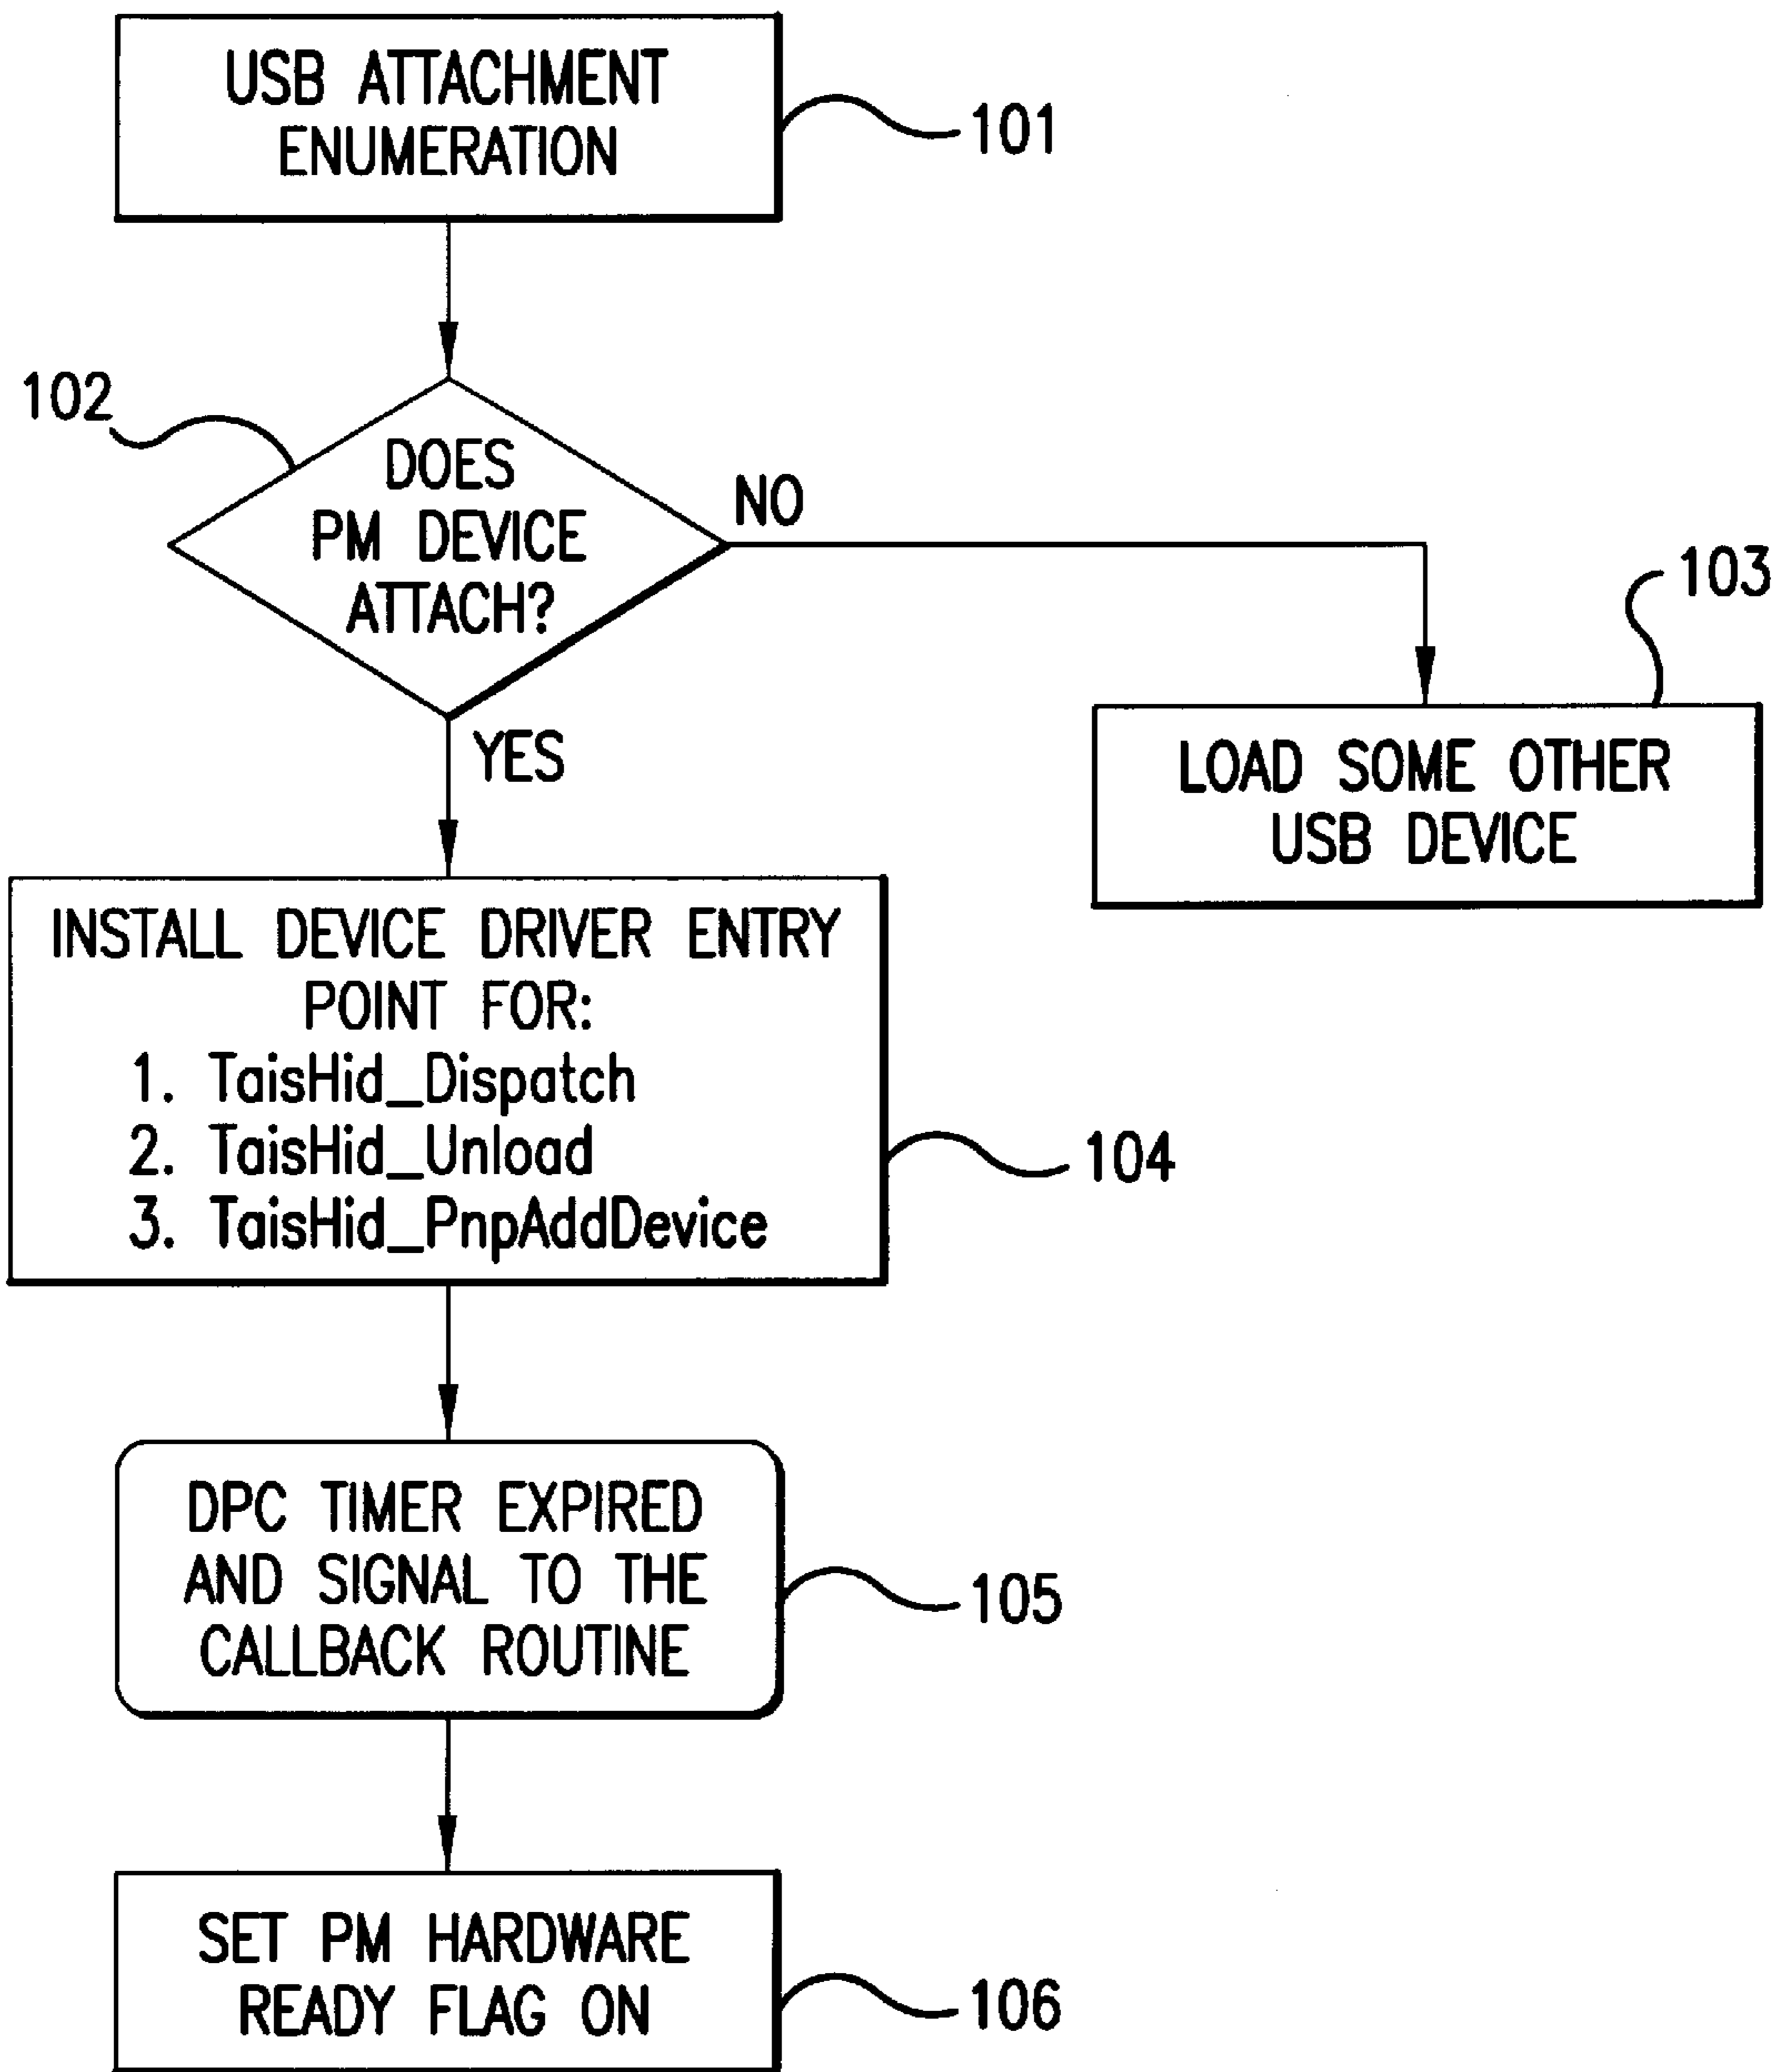 USB ATTACHMENT
ENUMERATION
101
102
DOES
PM DEVICE
ATTACH?
NO
103
YES
LOAD SOME OTHER
USB DEVICE
INSTALL DEVICE DRIVER ENTRY
POINT FOR:
1. TaisHid_Dispatch
2. TaisHid_Unload
3. TaisHid_PnpAddDevice
104
DPC TIMER EXPIRED
AND SIGNAL TO THE
CALLBACK ROUTINE
105
SET PM HARDWARE
READY FLAG ON
106